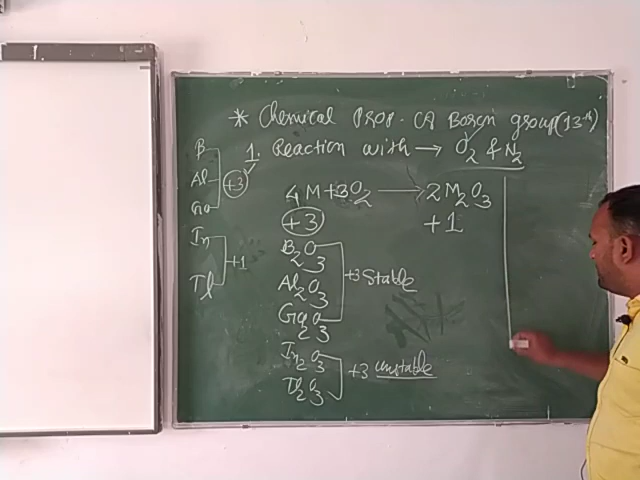 * Chemical Prop. of Boron group (13th)
1. Reaction with → O2 & N2
B
Al
Ga
+3
In
Tl
+1
4M+3O2 → 2M2O3
+3
+1
B2O3
Al2O3
Ga2O3
+3 Stable
In2O3
Tl2O3
+3 unstable